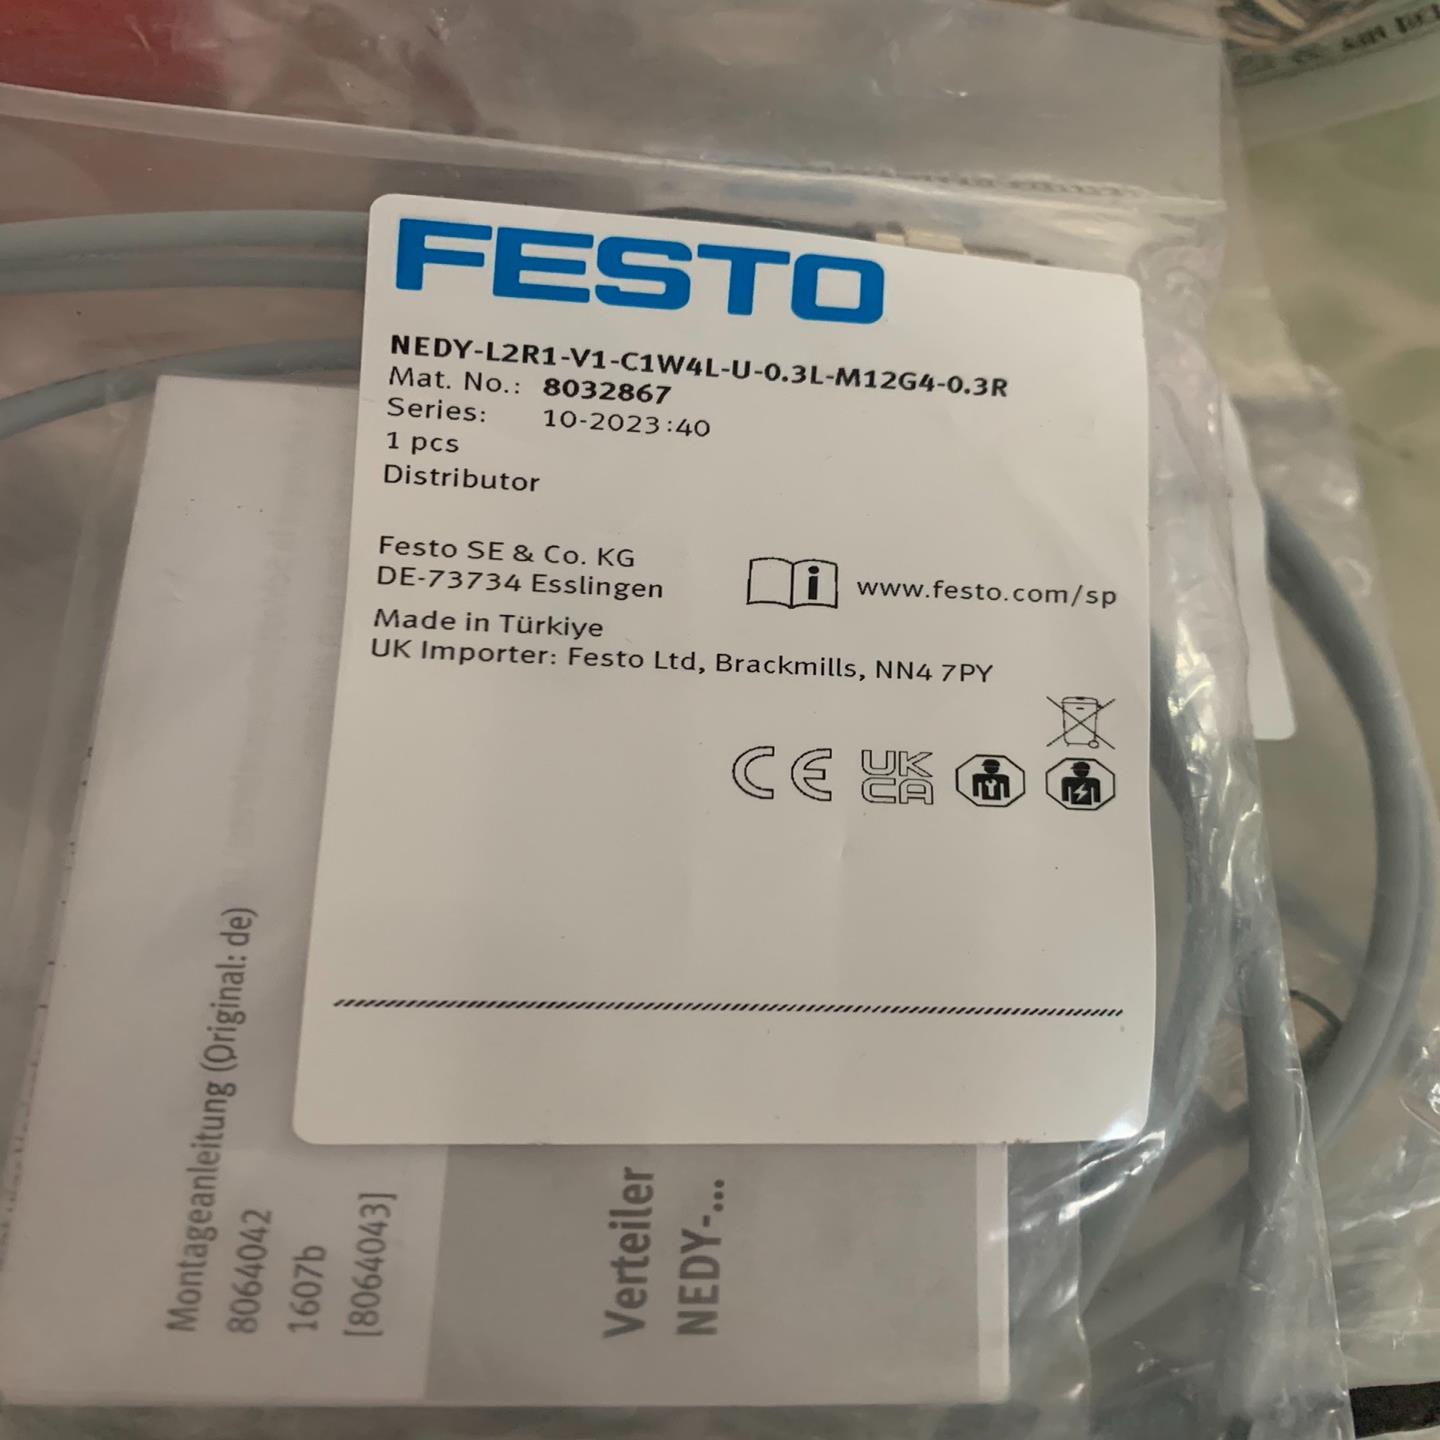 FESTO
NEDY-L2R1-V1-C1W4L-U-0.3L-M12G4-0.3R
Mat. No.: 8032867
Series: 10-2023:40
1 pcs
Distributor
Festo SE & Co. KG
DE-73734 Esslingen
www.festo.com/sp
Made in Türkiye
UK Importer: Festo Ltd, Brackmills, NN4 7PY
CE
UK
CA
Montageanleitung (Original: de)
8064042
1607b
[8064043]
Verteiler
NEDY-...